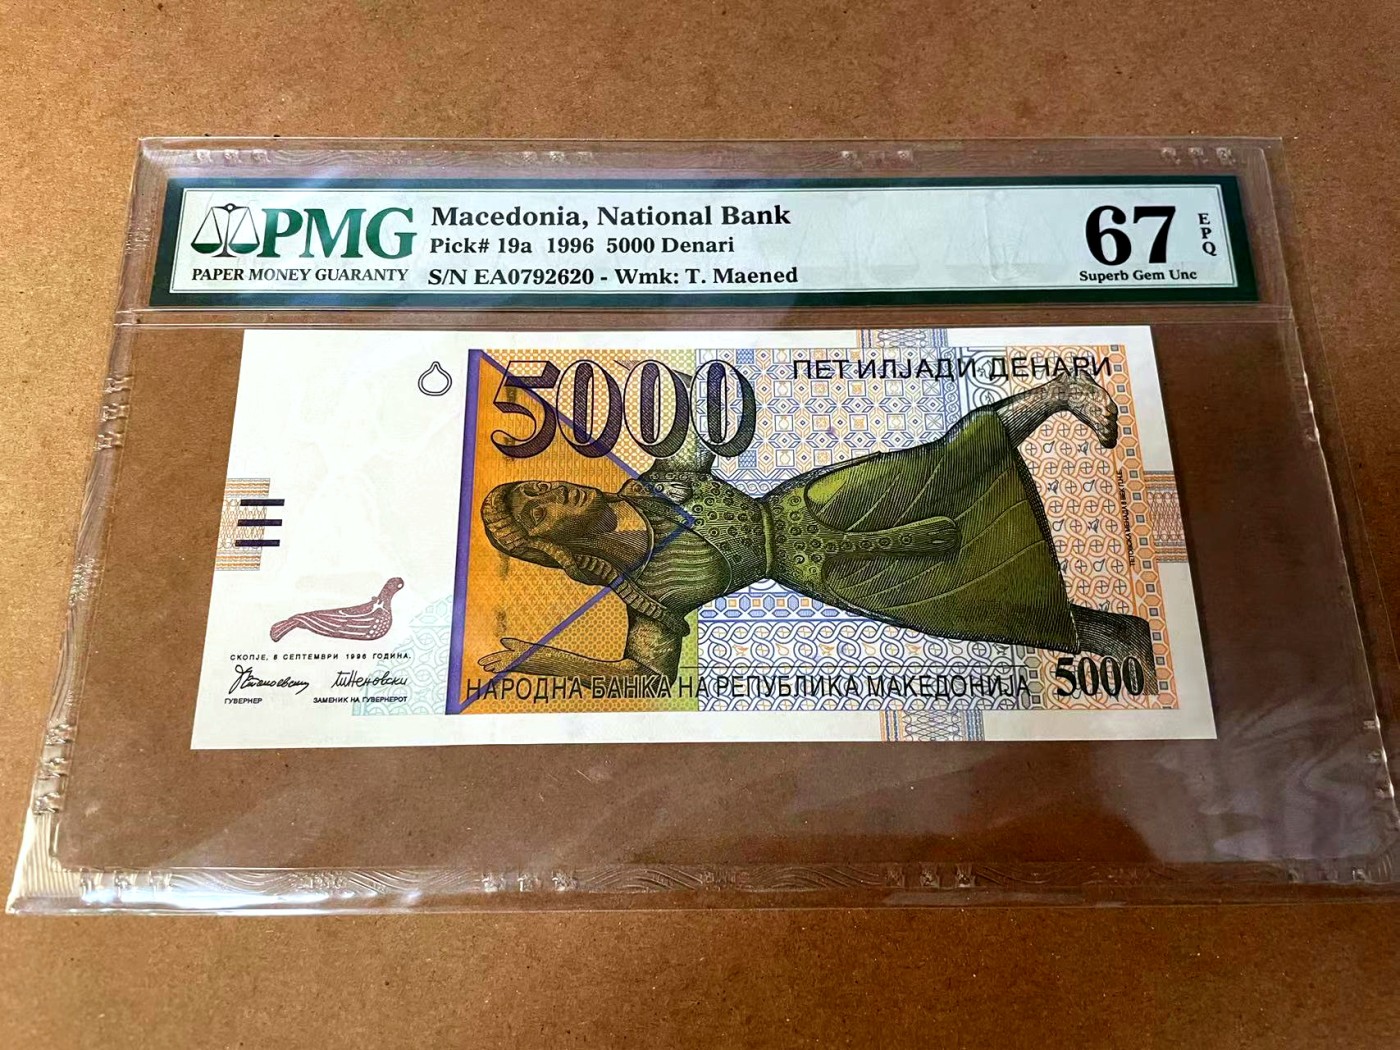 PMG
PAPER MONEY GUARANTY
Macedonia, National Bank
Pick# 19a 1996 5000 Denari
S/N EA0792620 - Wmk: T. Maened
67
EPQ
Superb Gem Unc
5000
ПЕТ ИЛЈАДИ ДЕНАРИ
СКОПЈЕ, 8 СЕПТЕМВРИ 1996 ГОДИНА.
ГУВЕРНЕР
ЗАМЕНИК НА ГУВЕРНЕРОТ
НАРОДНА БАНКА НА РЕПУБЛИКА МАКЕДОНИЈА
5000